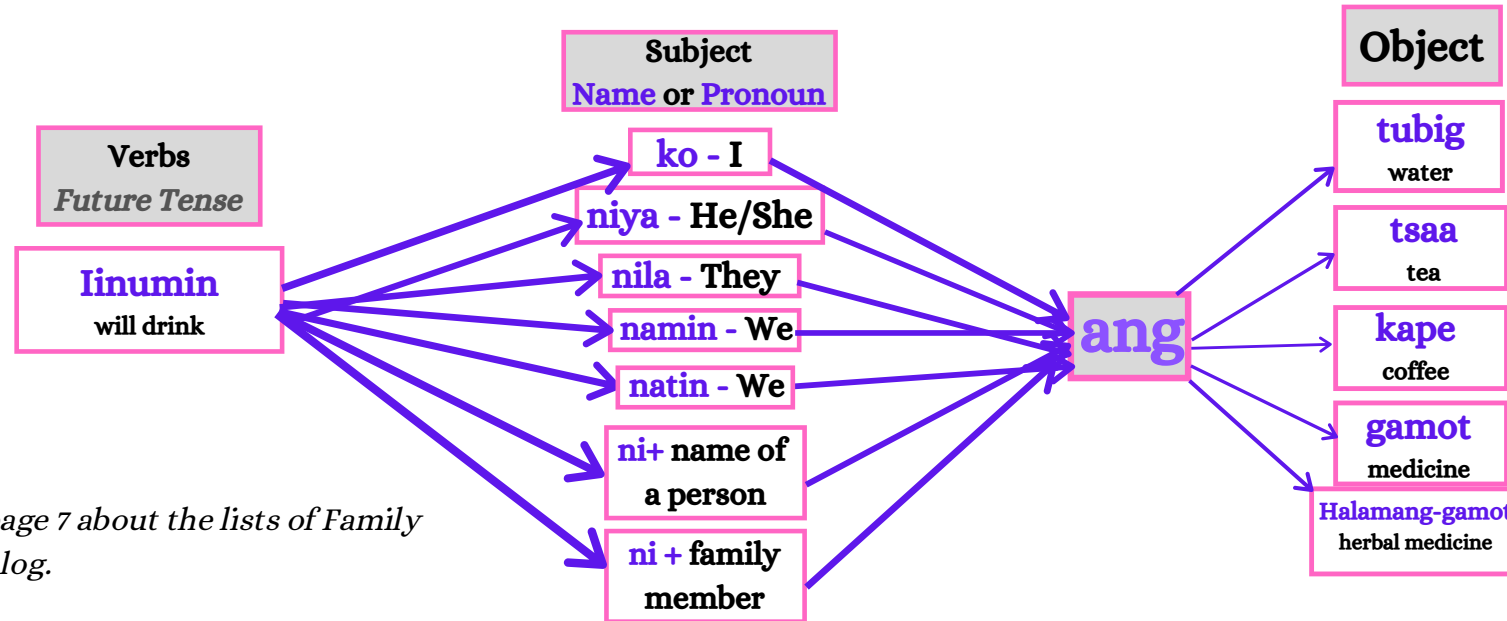 Verbs
Future Tense
Iinumin
will drink
Subject
Name or Pronoun
ko - I
niya - He/She
nila - They
namin - We
natin - We
ni+ name of
a person
ni + family
member
ang
Object
tubig
water
tsaa
tea
kape
coffee
gamot
medicine
Halamang-gamot
herbal medicine
7 about the lists of Family